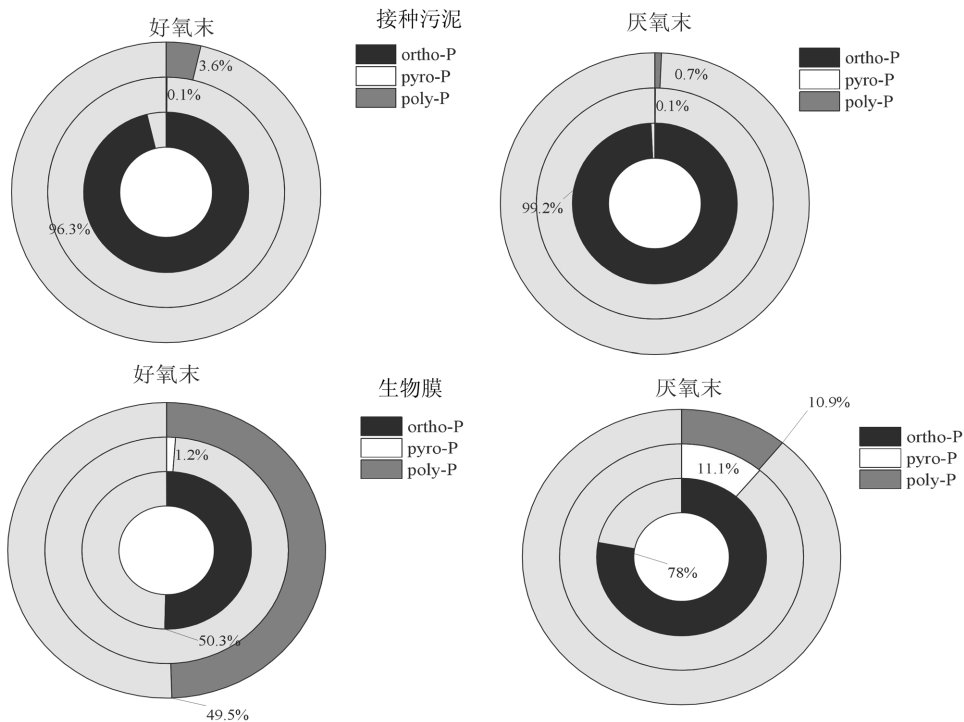 接种污泥
好氧末
ortho-P
pyro-P
poly-P
3.6%
0.1%
96.3%
厌氧末
ortho-P
pyro-P
poly-P
0.7%
0.1%
99.2%
生物膜
好氧末
ortho-P
pyro-P
poly-P
1.2%
50.3%
49.5%
厌氧末
ortho-P
pyro-P
poly-P
10.9%
11.1%
78%